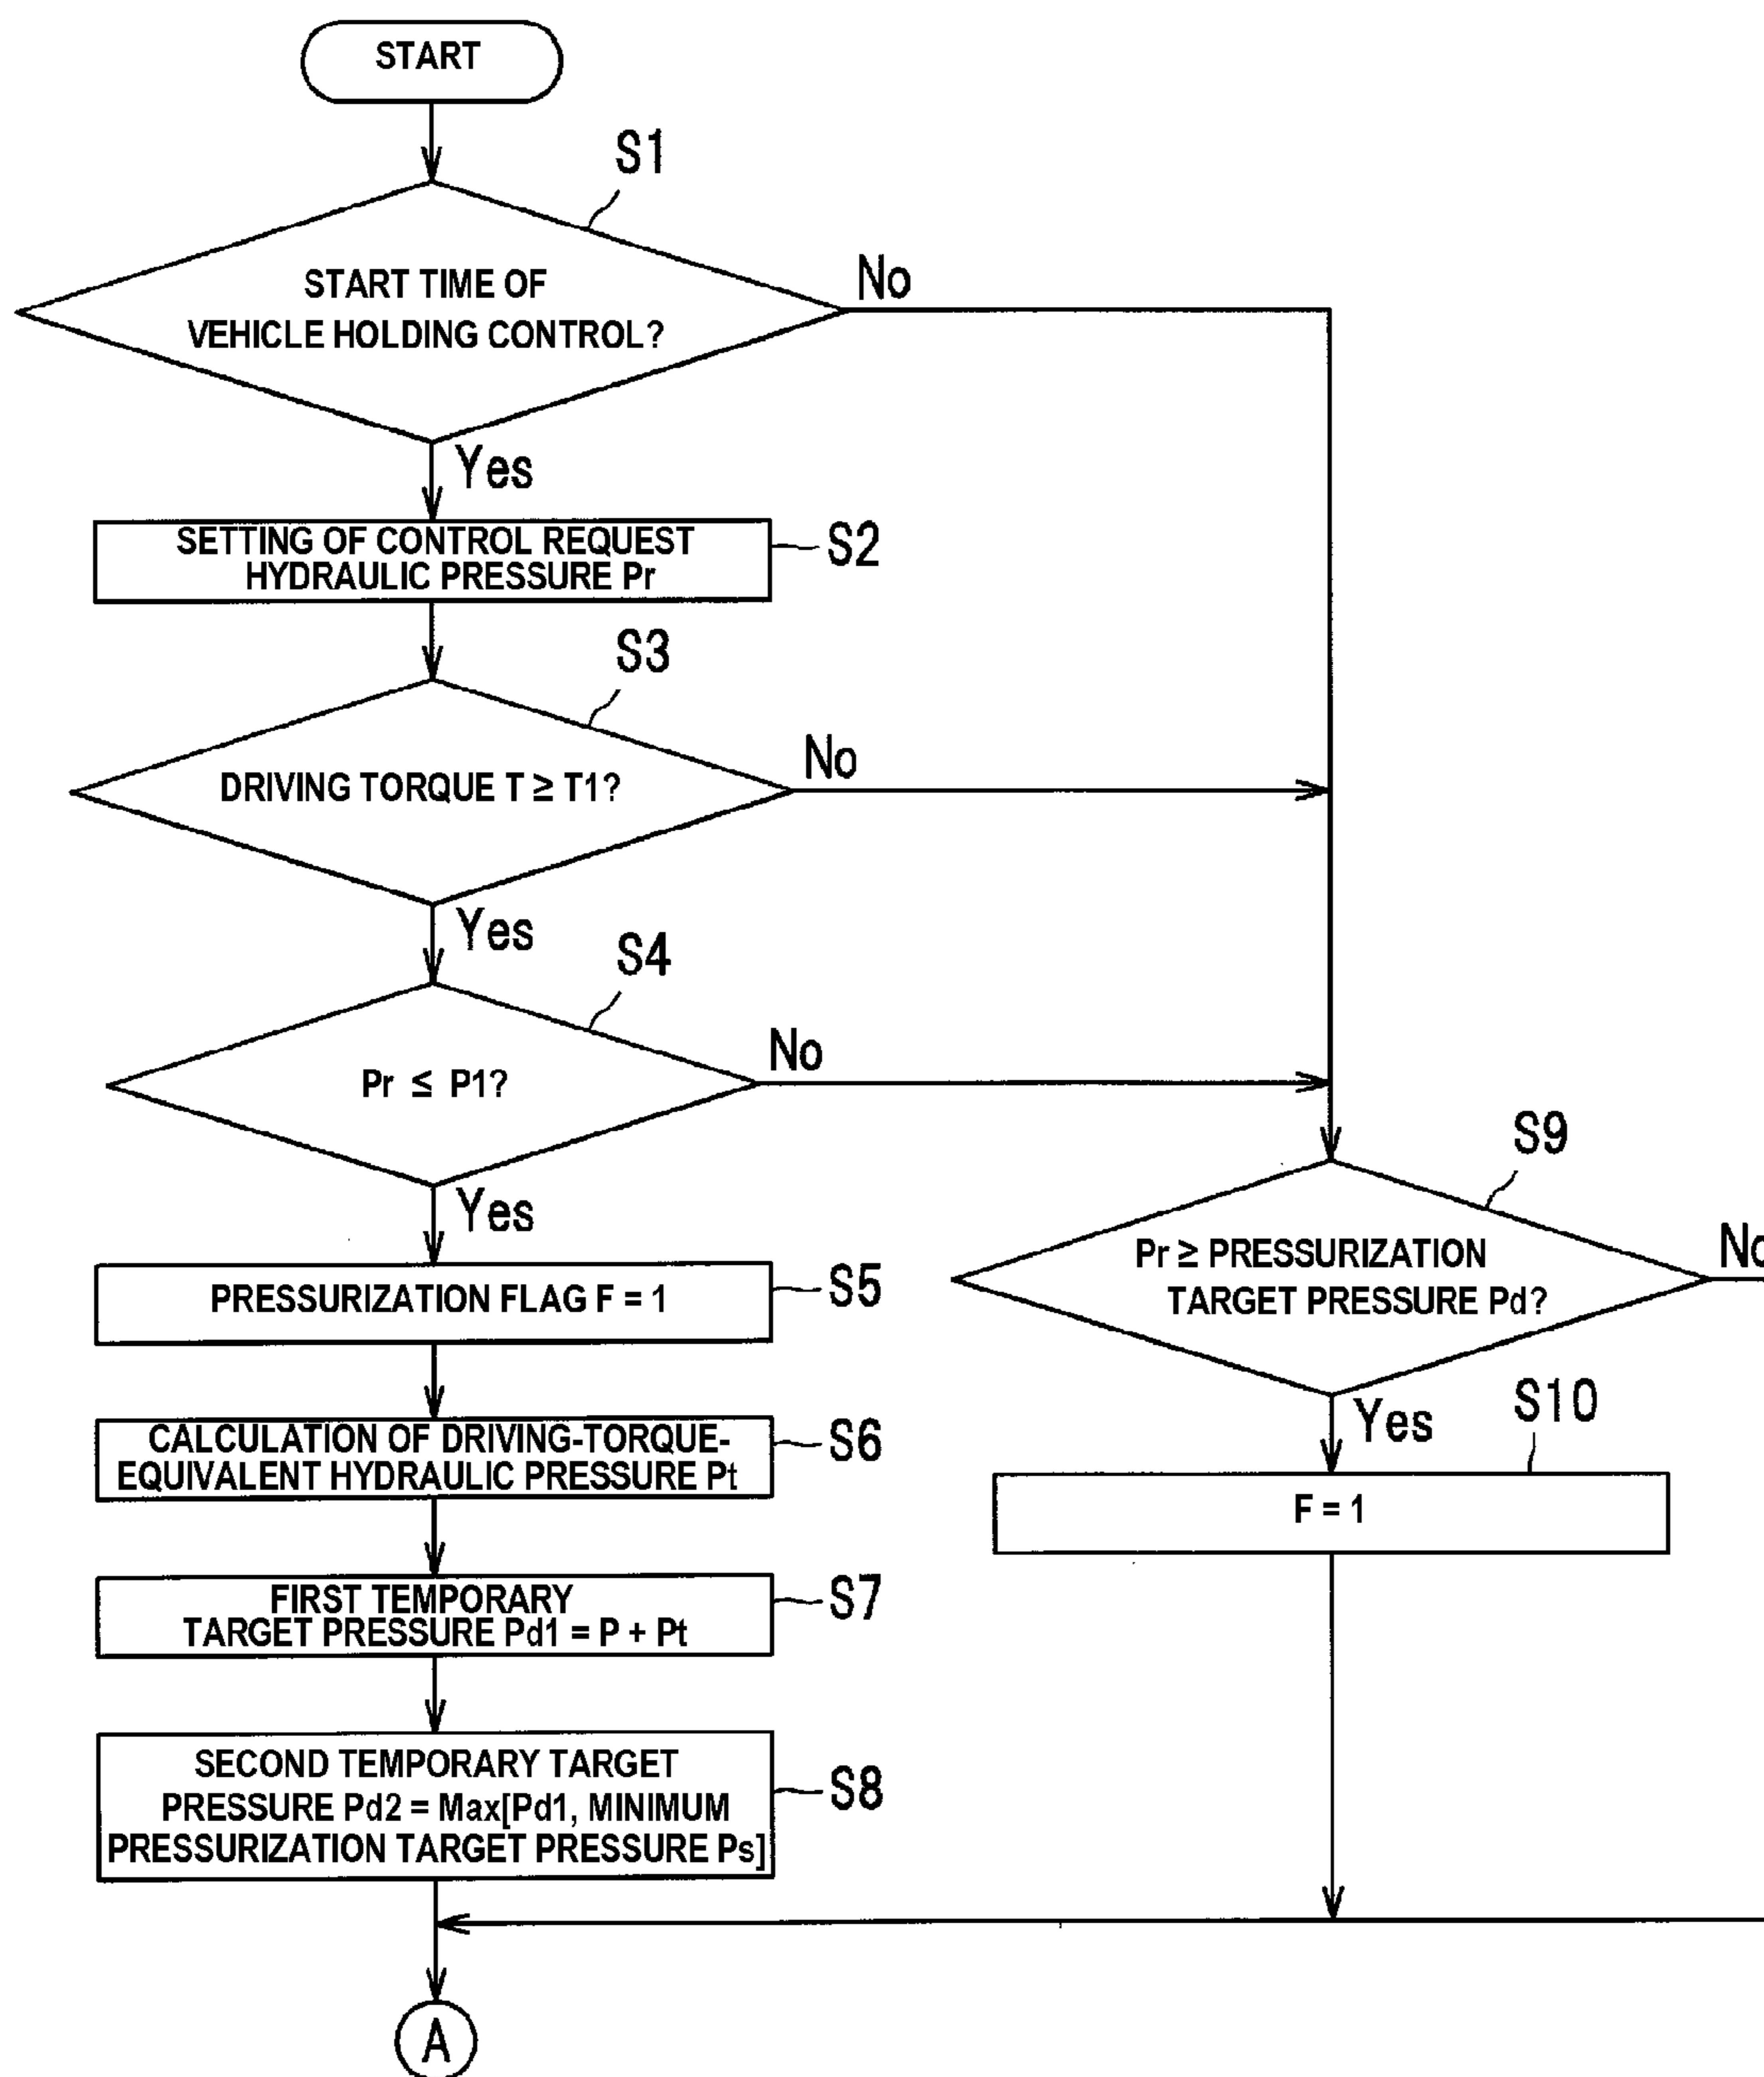 START
S1
START TIME OF
VEHICLE HOLDING CONTROL?
No
Yes
SETTING OF CONTROL REQUEST
HYDRAULIC PRESSURE Pr
S2
S3
DRIVING TORQUE T ≥ T1?
No
Yes
S4
Pr ≤ P1?
No
Yes
PRESSURIZATION FLAG F = 1
S5
S9
Pr ≥ PRESSURIZATION
TARGET PRESSURE Pd?
No
Yes
S10
F = 1
CALCULATION OF DRIVING-TORQUE-
EQUIVALENT HYDRAULIC PRESSURE Pt
S6
FIRST TEMPORARY
TARGET PRESSURE Pd1 = P + Pt
S7
SECOND TEMPORARY TARGET
PRESSURE Pd2 = Max[Pd1, MINIMUM
PRESSURIZATION TARGET PRESSURE Ps]
S8
A